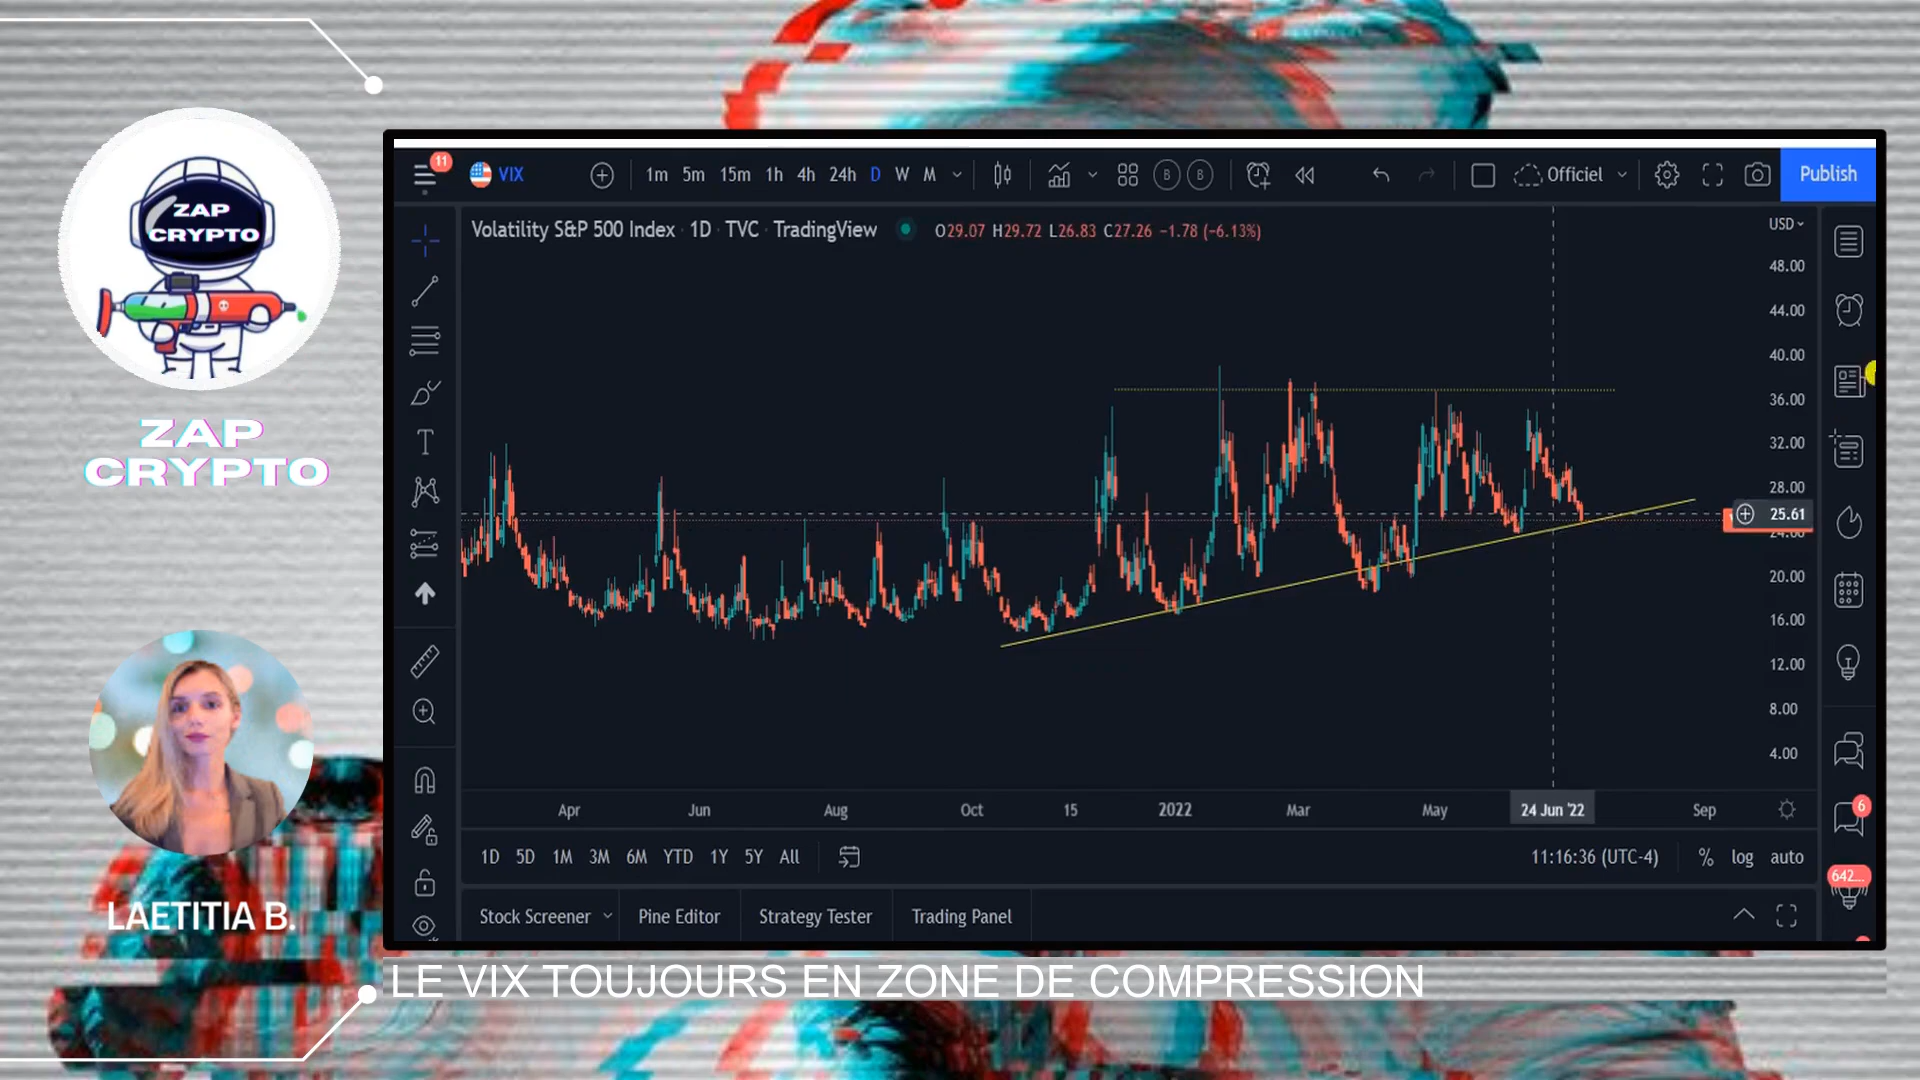 ZAP
CRYPTO
ZAP
CRYPTO
LAETITIA B.
11
VIX
1m 5m 15m 1h 4h 24h D W M
B B
Officiel
Publish
Volatility S&P 500 Index · 1D · TVC · TradingView
O29.07 H29.72 L26.83 C27.26 −1.78 (−6.13%)
USD
48.00
44.00
40.00
36.00
32.00
28.00
25.61
24.00
20.00
16.00
12.00
8.00
4.00
Apr Jun Aug Oct 15 2022 Mar May 24 Jun '22 Sep
6
1D 5D 1M 3M 6M YTD 1Y 5Y All
11:16:36 (UTC-4) % log auto
642...
Stock Screener Pine Editor Strategy Tester Trading Panel
LE VIX TOUJOURS EN ZONE DE COMPRESSION